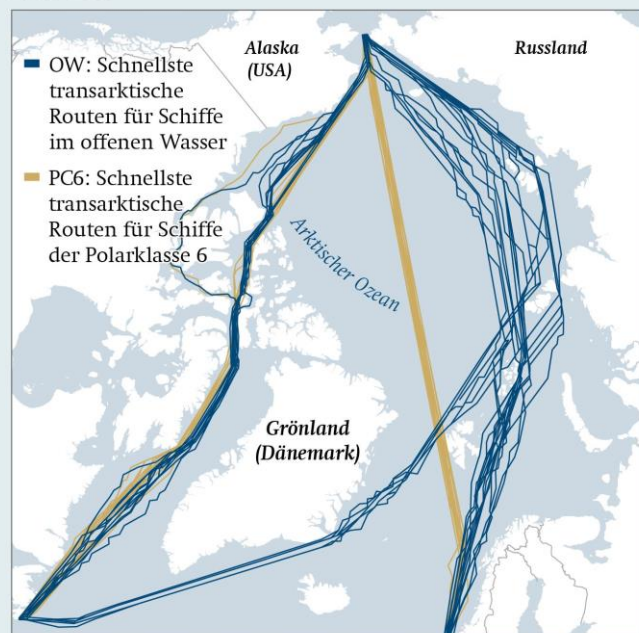 Alaska
(USA)
Russland
OW: Schnellste
transarktische
Routen für Schiffe
im offenen Wasser
PC6: Schnellste
transarktische
Routen für Schiffe
der Polarklasse 6
Arktischer Ozean
Grönland
(Dänemark)